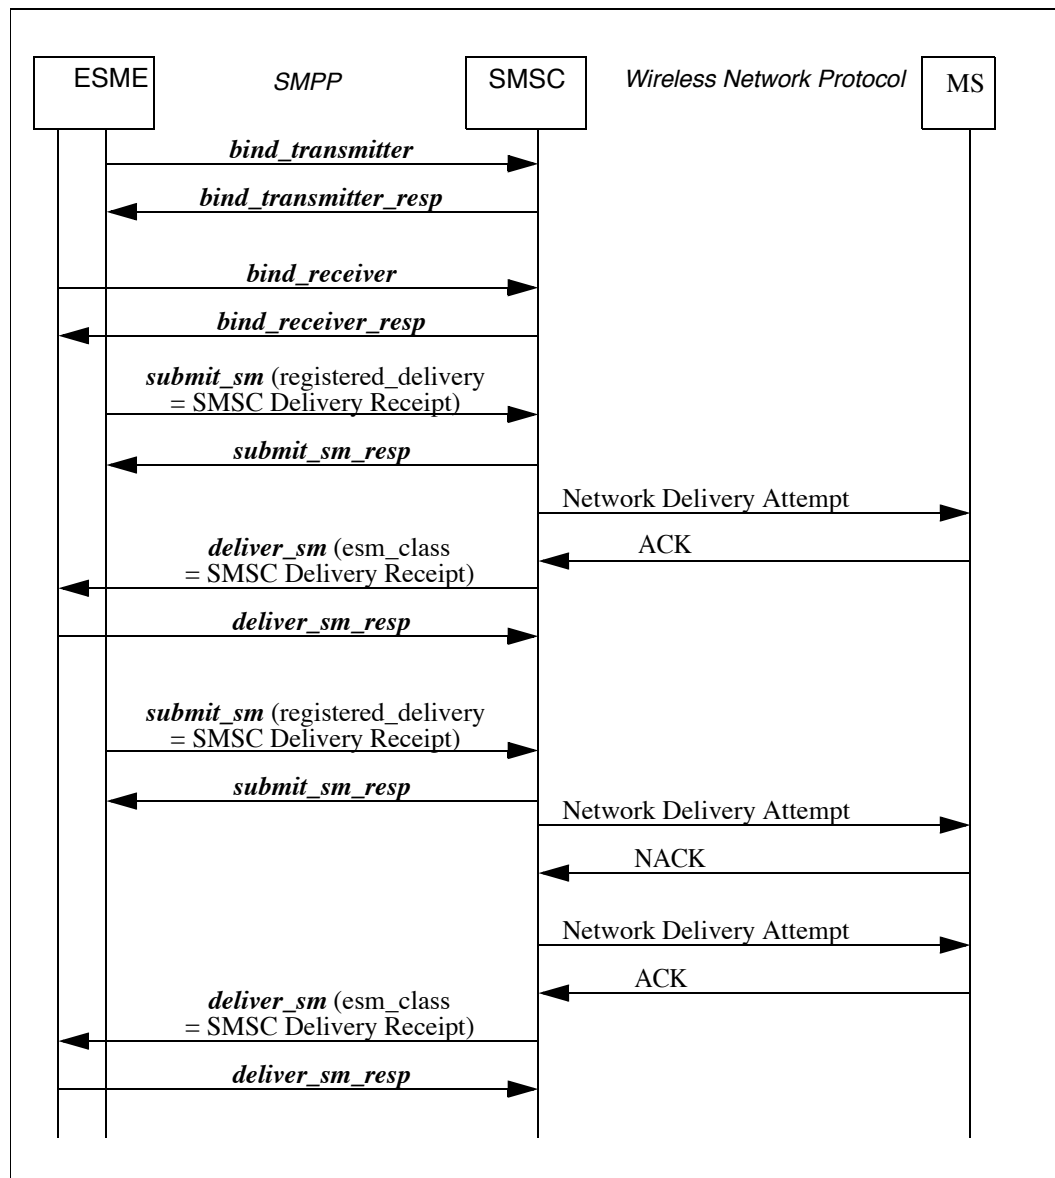 ESME SMPP SMSC Wireless Network Protocol MS
bind_transmitter
bind_transmitter_resp
bind_receiver
bind_receiver_resp
submit_sm (registered_delivery
= SMSC Delivery Receipt)
submit_sm_resp
Network Delivery Attempt
ACK
deliver_sm (esm_class
= SMSC Delivery Receipt)
deliver_sm_resp
submit_sm (registered_delivery
= SMSC Delivery Receipt)
submit_sm_resp
Network Delivery Attempt
NACK
Network Delivery Attempt
ACK
deliver_sm (esm_class
= SMSC Delivery Receipt)
deliver_sm_resp